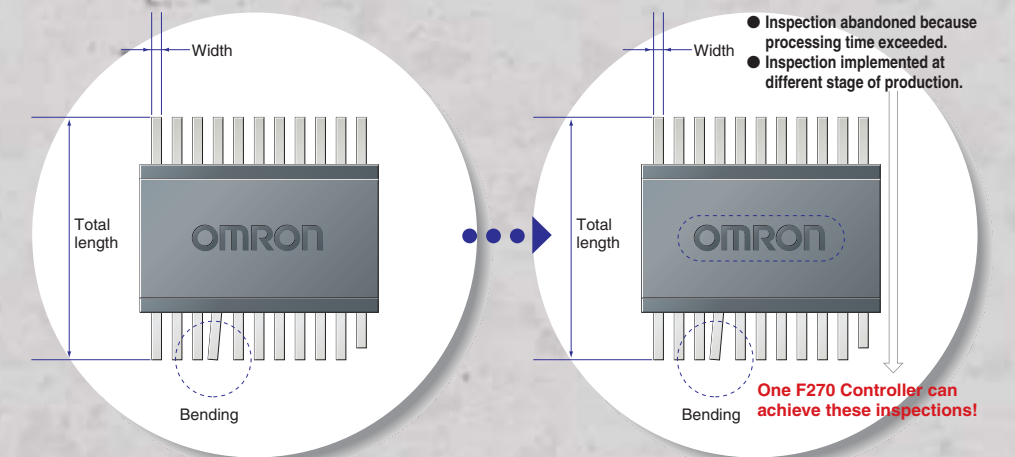 Width
Total
length
OMRON
Bending
● Inspection abandoned because
processing time exceeded.
● Inspection implemented at
different stage of production.
Width
Total
length
OMRON
Bending
One F270 Controller can
achieve these inspections!